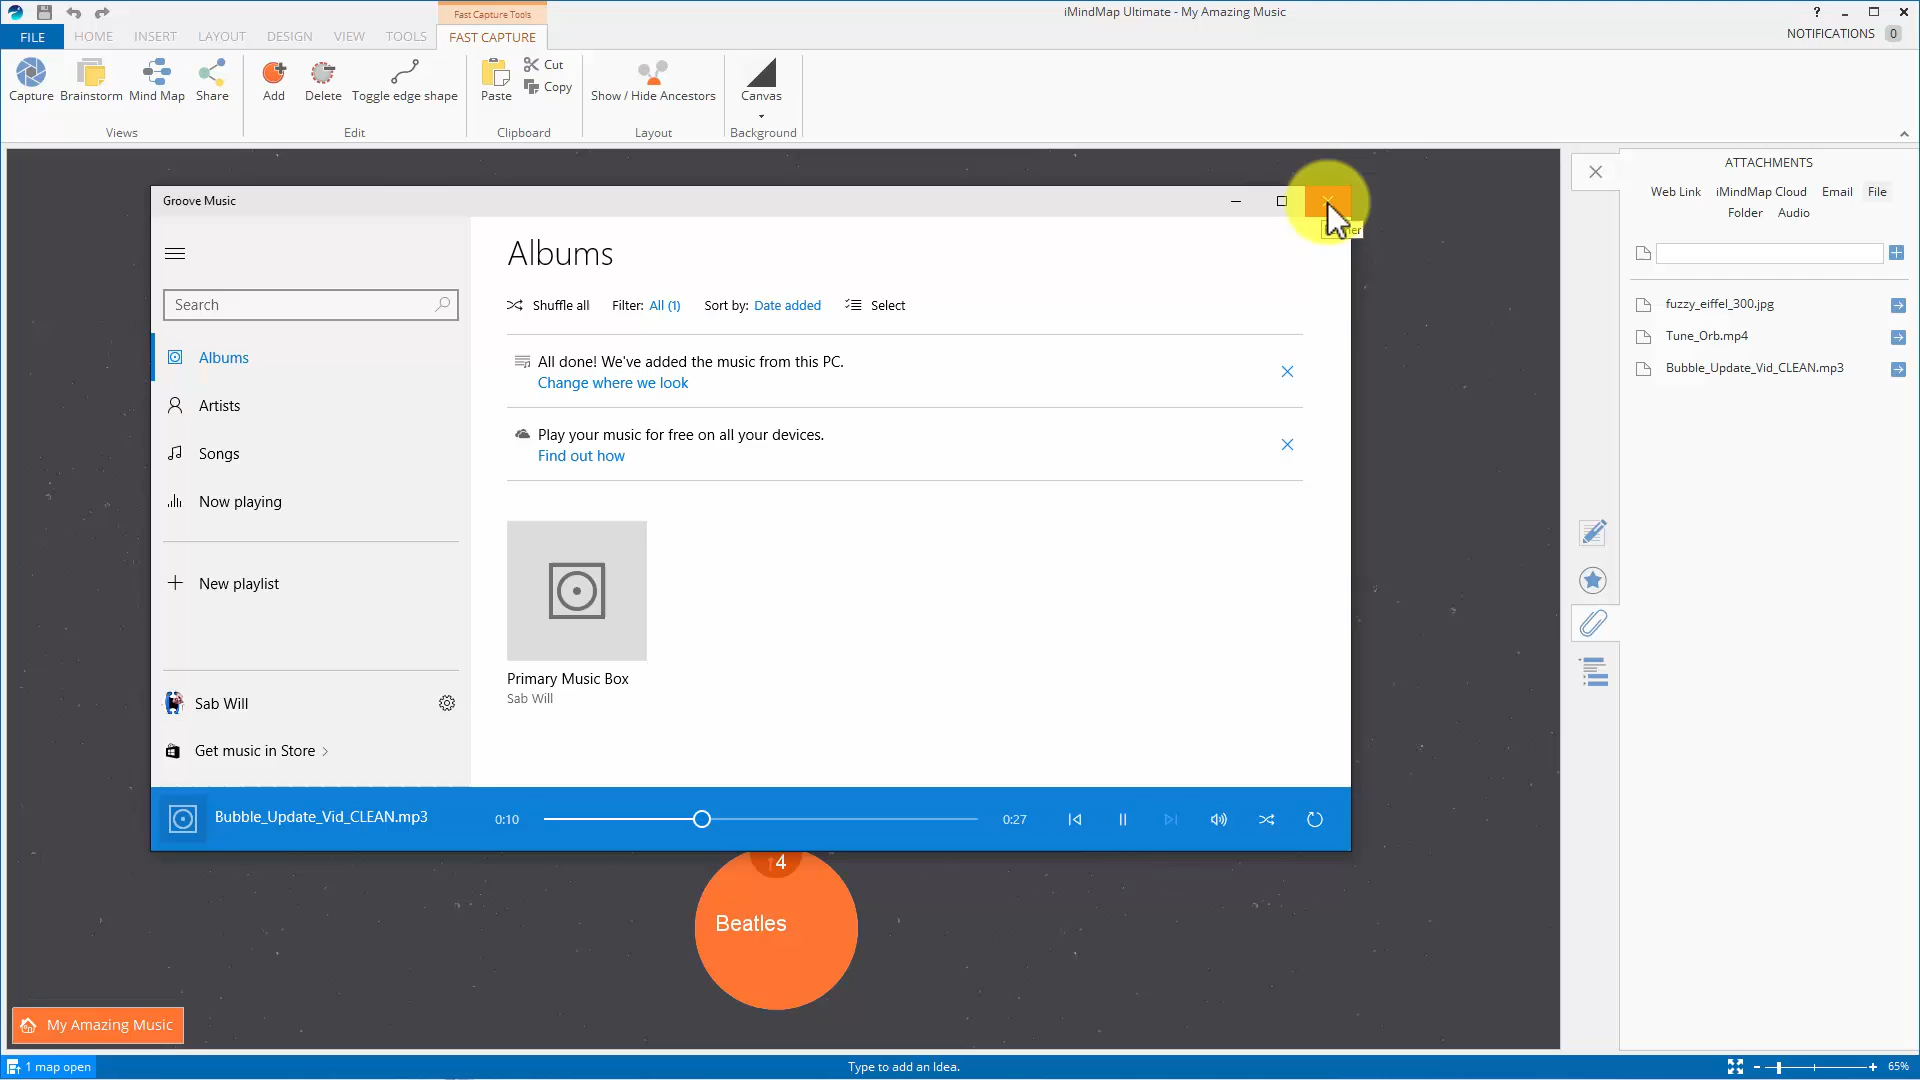 Fast Capture Tools
iMindMap Ultimate - My Amazing Music
?
FILE HOME INSERT LAYOUT DESIGN VIEW TOOLS FAST CAPTURE
NOTIFICATIONS 0
Capture Brainstorm Mind Map Share
Add Delete Toggle edge shape
Paste Cut
Copy
Show / Hide Ancestors
Canvas
Views Edit Clipboard Layout Background
Groove Music
Albums
Search
Shuffle all Filter: All (1) Sort by: Date added Select
All done! We've added the music from this PC.
Change where we look
Play your music for free on all your devices.
Find out how
Albums
Artists
Songs
Now playing
New playlist
Sab Will
Get music in Store
Primary Music Box
Sab Will
Bubble_Update_Vid_CLEAN.mp3 0:10 0:27
4
Beatles
My Amazing Music
ATTACHMENTS
Web Link iMindMap Cloud Email File
Folder Audio
fuzzy_eiffel_300.jpg
Tune_Orb.mp4
Bubble_Update_Vid_CLEAN.mp3
1 map open
Type to add an Idea.
65%